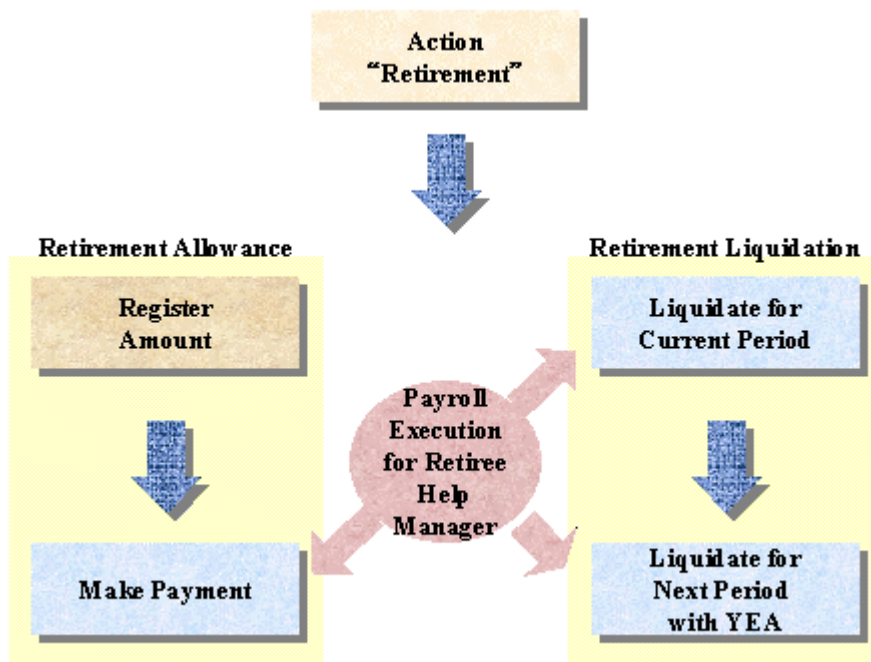 Action
“Retirement”
Retirement Allowance
Register
Amount
Make Payment
Payroll
Execution
for Retiree
Help
Manager
Retirement Liquidation
Liquidate for
Current Period
Liquidate for
Next Period
with YEA